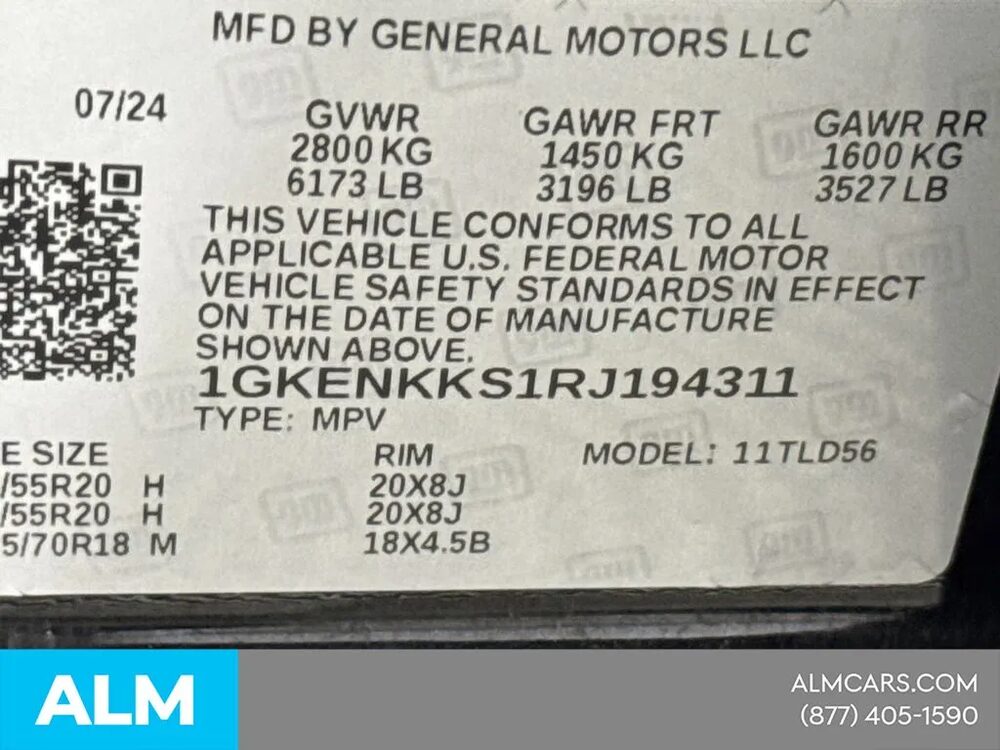 MFD BY GENERAL MOTORS LLC
07/24
GVWR GAWR FRT GAWR RR
2800 KG 1450 KG 1600 KG
6173 LB 3196 LB 3527 LB
THIS VEHICLE CONFORMS TO ALL
APPLICABLE U.S. FEDERAL MOTOR
VEHICLE SAFETY STANDARDS IN EFFECT
ON THE DATE OF MANUFACTURE
SHOWN ABOVE.
1GKENKKS1RJ194311
TYPE: MPV
E SIZE RIM MODEL: 11TLD56
/55R20 H 20X8J
/55R20 H 20X8J
5/70R18 M 18X4.5B
ALM
ALMCARS.COM
(877) 405-1590